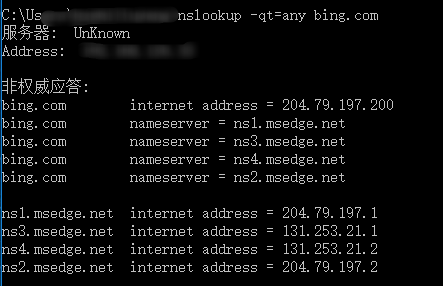 C:\Us nslookup -qt=any bing.com
服务器:  UnKnown
Address:

非权威应答:
bing.com        internet address = 204.79.197.200
bing.com        nameserver = ns1.msedge.net
bing.com        nameserver = ns3.msedge.net
bing.com        nameserver = ns4.msedge.net
bing.com        nameserver = ns2.msedge.net

ns1.msedge.net  internet address = 204.79.197.1
ns3.msedge.net  internet address = 131.253.21.1
ns4.msedge.net  internet address = 131.253.21.2
ns2.msedge.net  internet address = 204.79.197.2